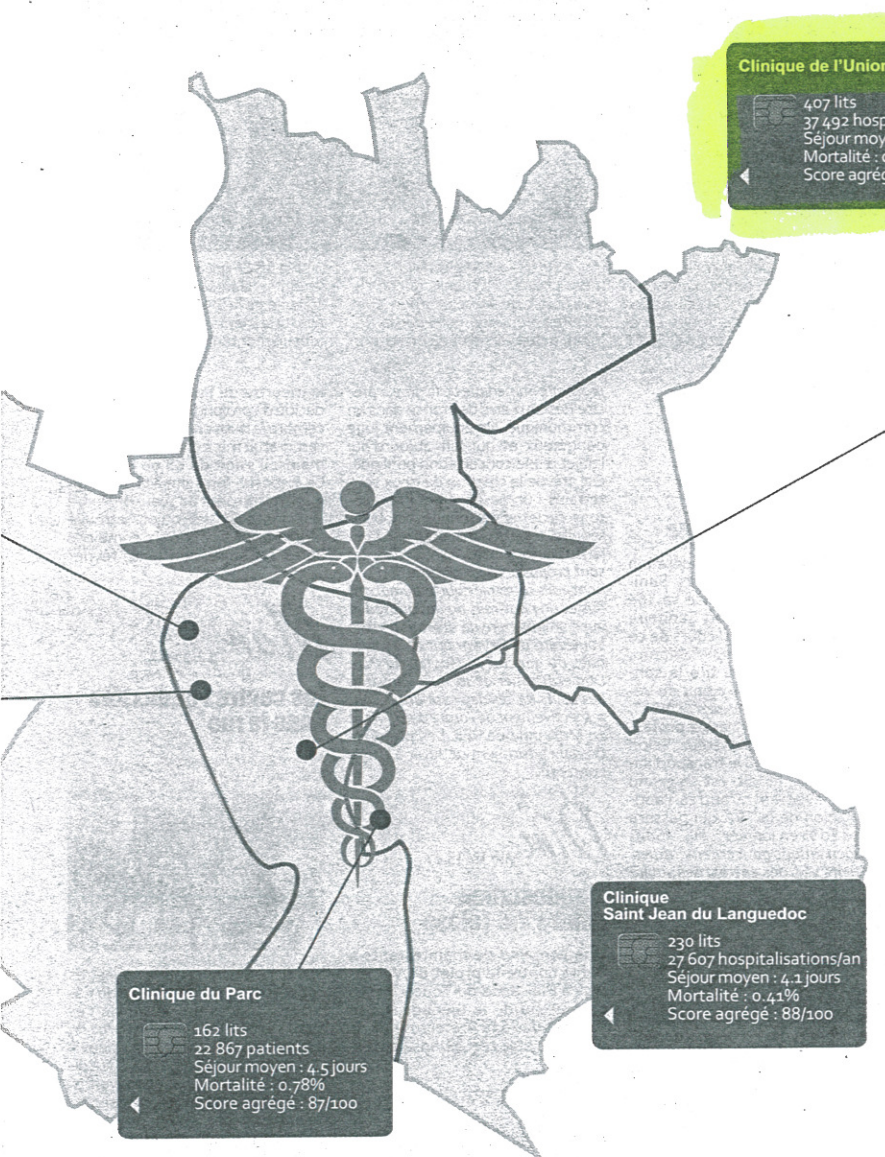 Clinique de l'Union
407 lits
37 492 hosp
Séjour moy
Mortalité :
Score agrég
Clinique
Saint Jean du Languedoc
230 lits
27 607 hospitalisations/an
Séjour moyen : 4.1 jours
Mortalité : 0.41%
Score agrégé : 88/100
Clinique du Parc
162 lits
22 867 patients
Séjour moyen : 4.5 jours
Mortalité : 0.78%
Score agrégé : 87/100